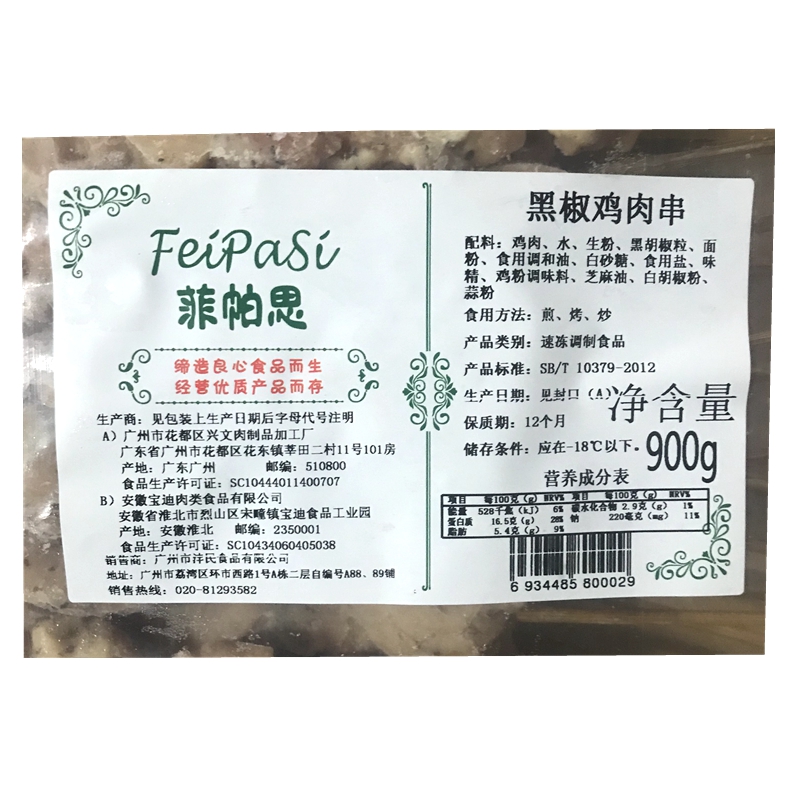 FeiPaSi
菲帕思
缔造良心食品而生
经营优质产品而存
生产商：见包装上生产日期后字母代号注明
A）广州市花都区兴文肉制品加工厂
广东省广州市花都区花东镇莘田二村11号101房
产地：广东广州 邮编：510800
食品生产许可证：SC10444011400707
B）安徽宝迪肉类食品有限公司
安徽省淮北市烈山区宋疃镇宝迪食品工业园
产地：安徽淮北 邮编：2350001
食品生产许可证：SC10434060405038
销售商：广州市沣民食品有限公司
地址：广州市荔湾区环市西路1号A栋二层自编号A88、89铺
销售热线：020-81293582
黑椒鸡肉串
配料：鸡肉、水、生粉、黑胡椒粒、面
粉、食用调和油、白砂糖、食用盐、味
精、鸡粉调味料、芝麻油、白胡椒粉、
蒜粉
食用方法：煎、烤、炒
产品类别：速冻调制食品
产品标准：SB/T 10379-2012
生产日期：见封口（A）
净含量
保质期：12个月
储存条件：应在-18℃以下。
900g
营养成分表
项目 每100克（g） NRV% 项目 每100克（g） NRV%
能量 528千焦（kJ） 6% 碳水化合物 2.9克（g） 1%
蛋白质 16.5克（g） 28% 钠 220毫克（mg） 11%
脂肪 5.4克（g） 9%
6 934485 800029